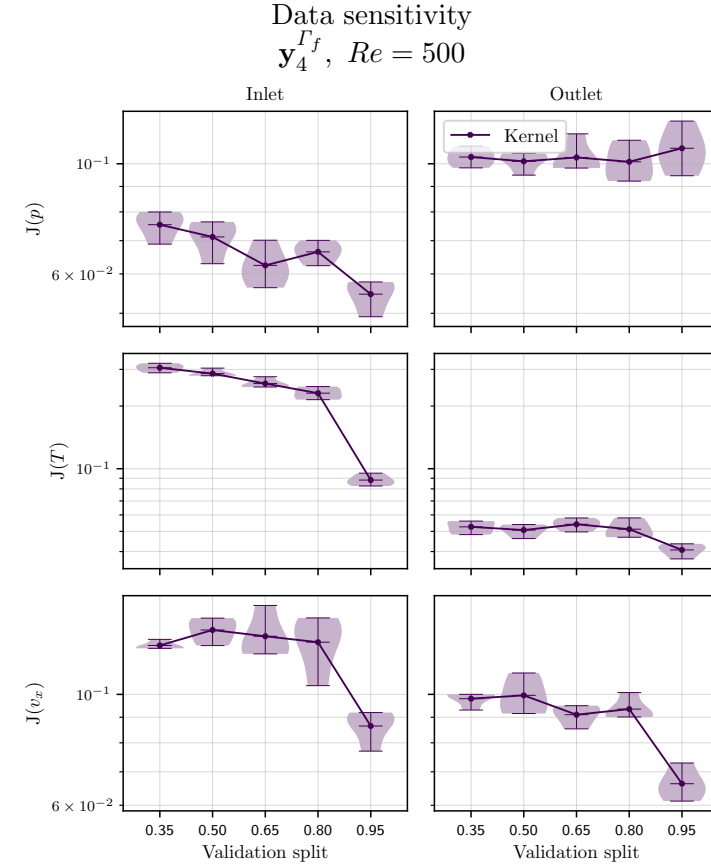 Data sensitivity
𝐲₄^{Γ_f}, Re = 500
Inlet
Outlet
J(p)
10⁻¹
6 × 10⁻²
Kernel
J(T)
10⁻¹
J(vₓ)
10⁻¹
6 × 10⁻²
0.35 0.50 0.65 0.80 0.95
0.35 0.50 0.65 0.80 0.95
Validation split
Validation split